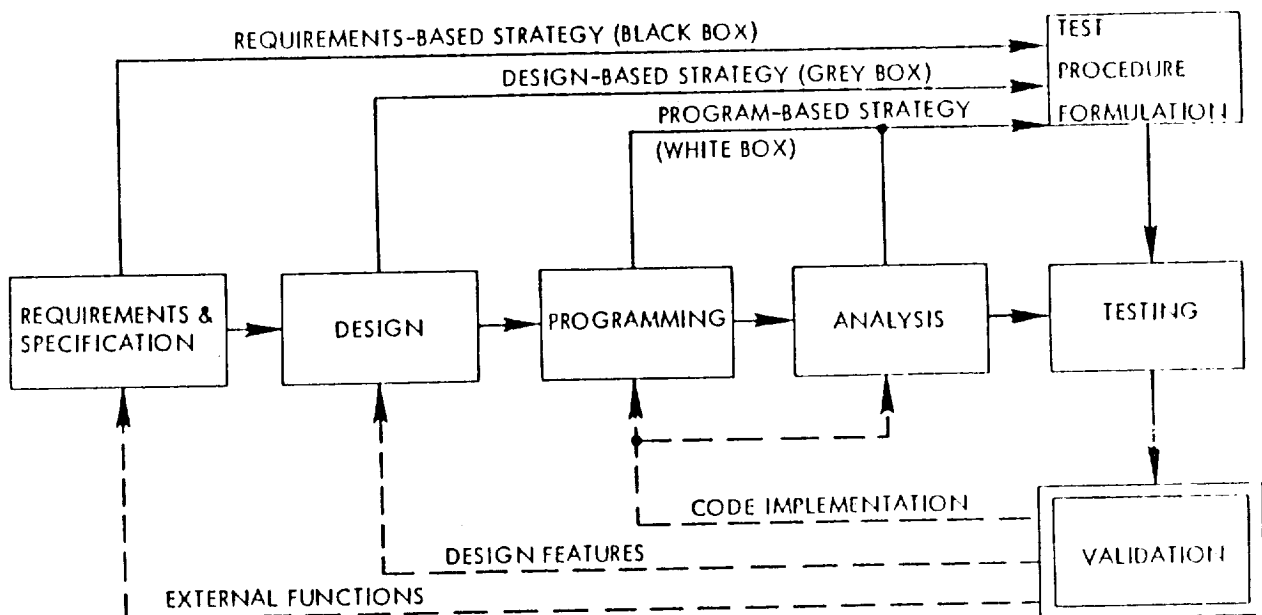 REQUIREMENTS-BASED STRATEGY (BLACK BOX)
DESIGN-BASED STRATEGY (GREY BOX)
PROGRAM-BASED STRATEGY
(WHITE BOX)
TEST
PROCEDURE
FORMULATION
REQUIREMENTS &
SPECIFICATION
DESIGN
PROGRAMMING
ANALYSIS
TESTING
CODE IMPLEMENTATION
DESIGN FEATURES
EXTERNAL FUNCTIONS
VALIDATION